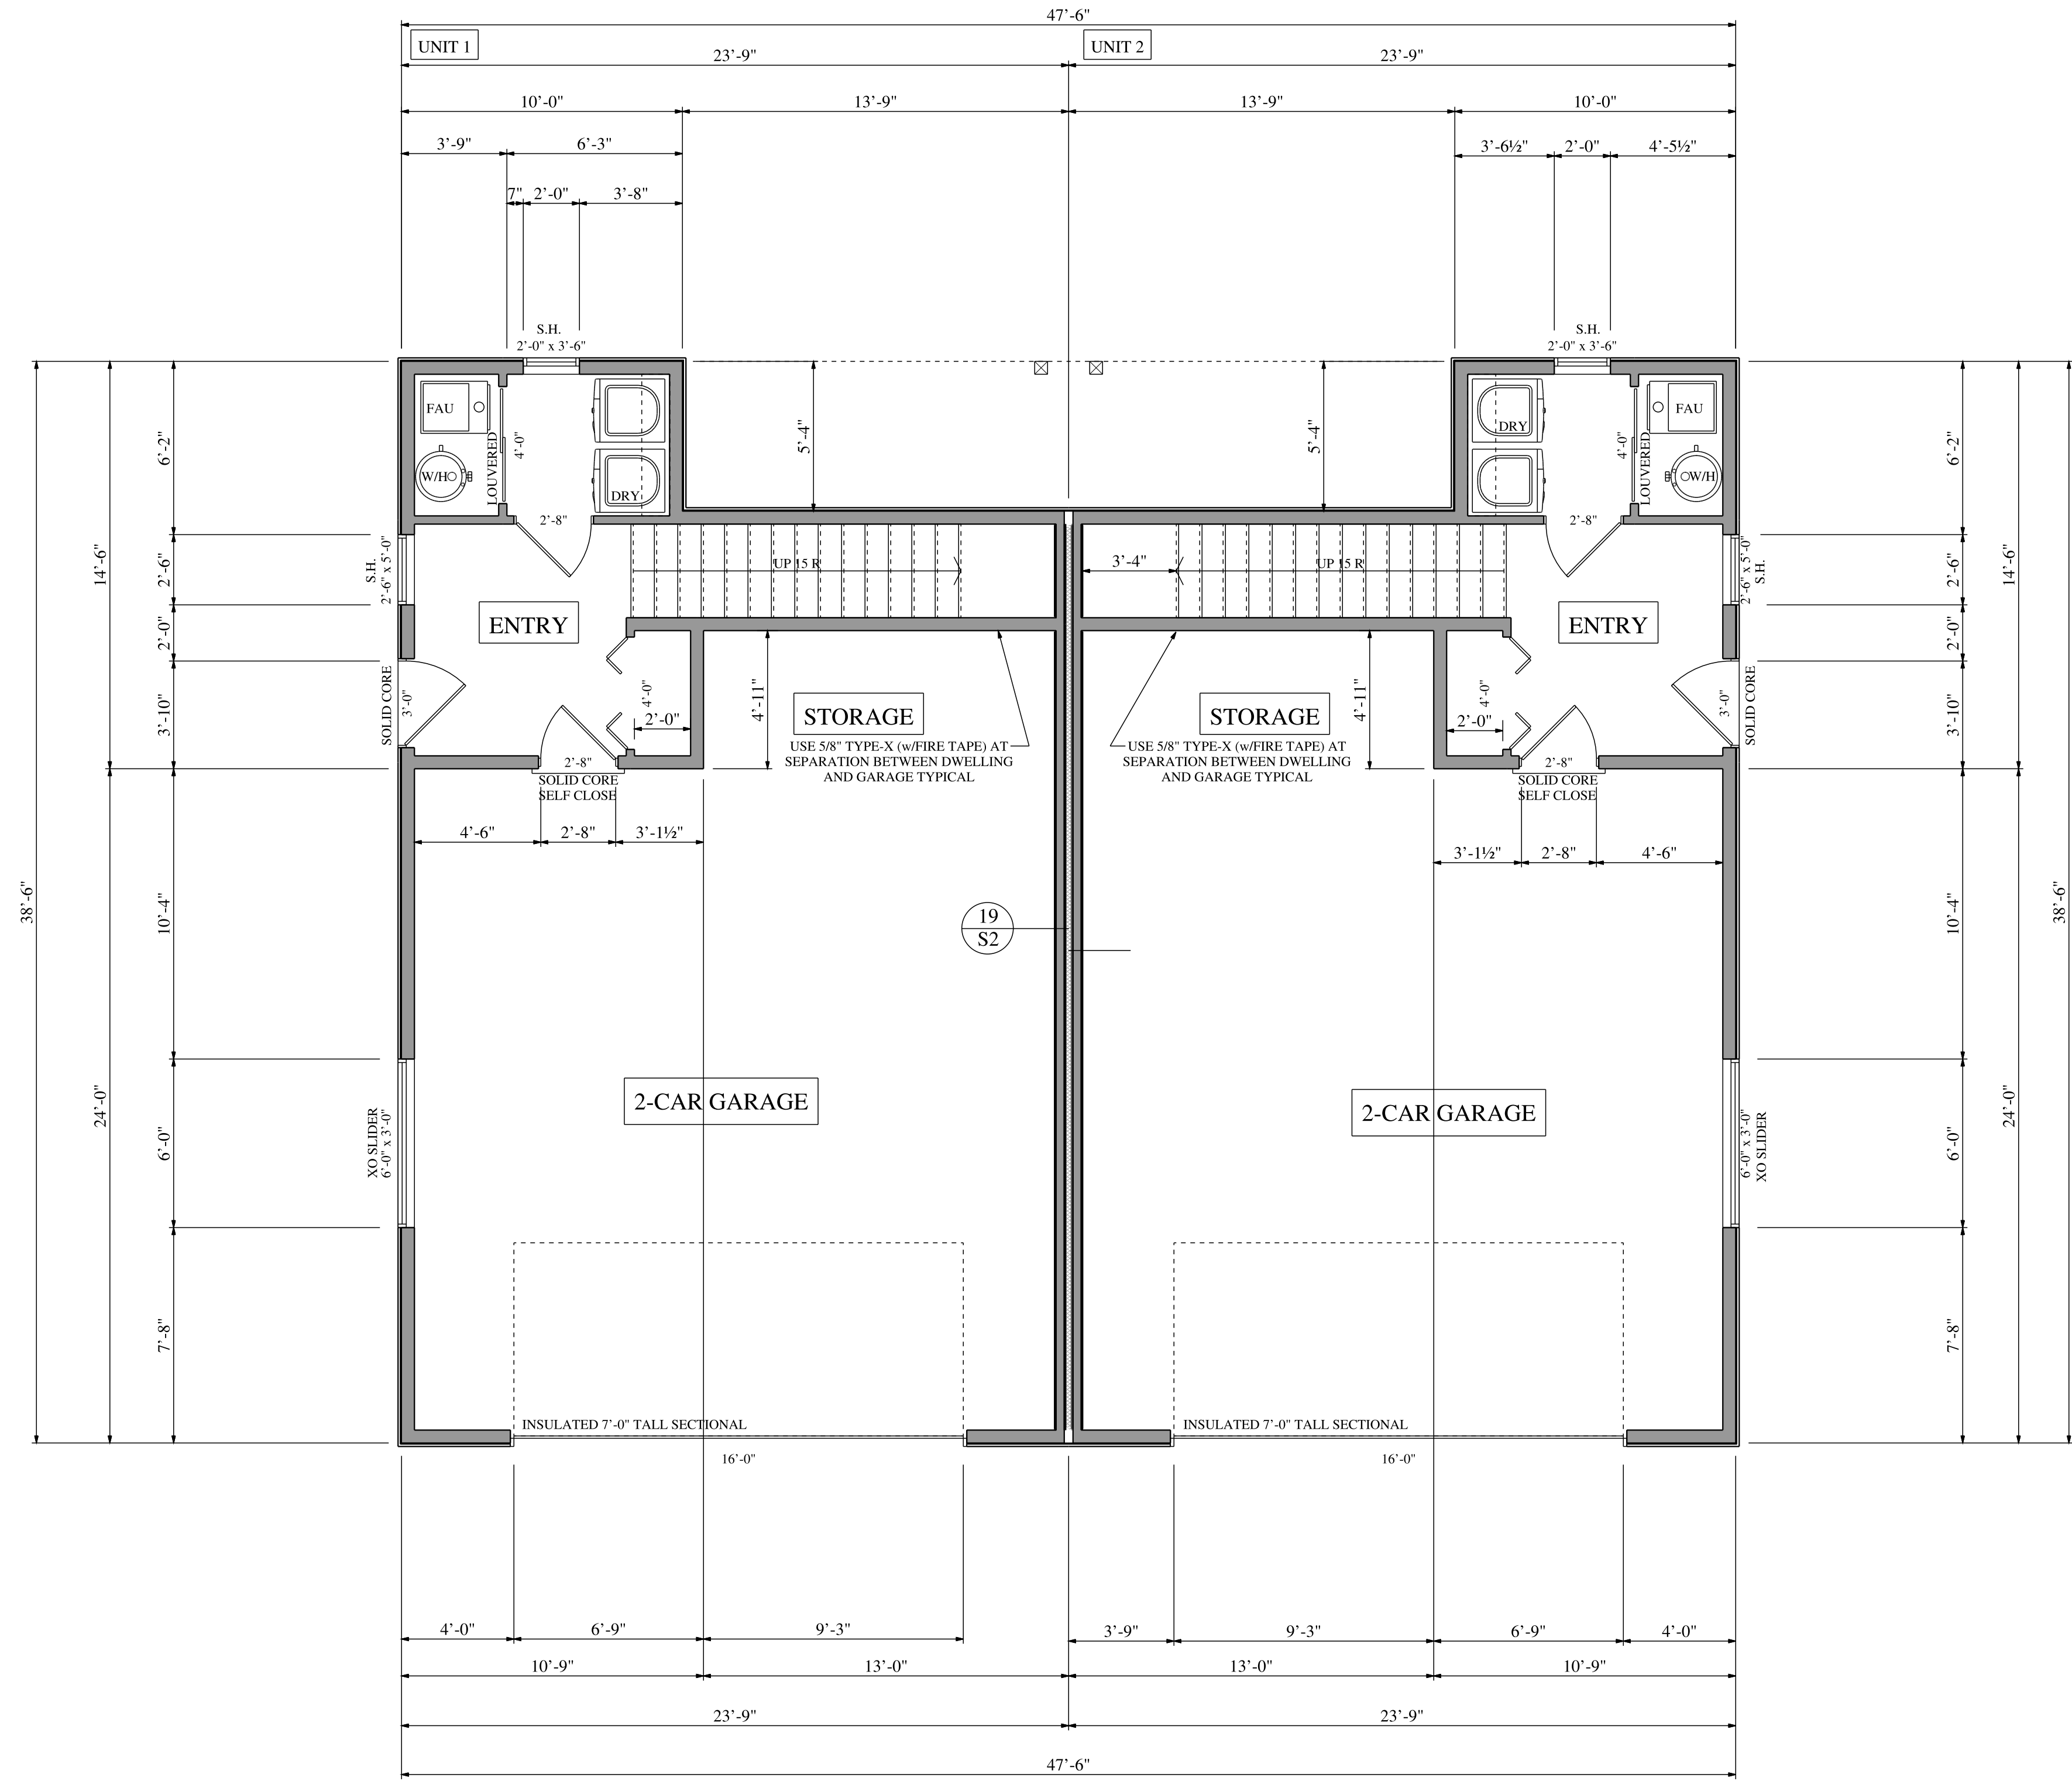 47'-6"
UNIT 1
UNIT 2
23'-9"
23'-9"
10'-0"
13'-9"
13'-9"
10'-0"
3'-9"
6'-3"
3'-6½"
2'-0"
4'-5½"
7"
2'-0"
3'-8"
S.H.
2'-0" x 3'-6"
S.H.
2'-0" x 3'-6"
FAU
LOUVERED
4'-0"
W/H
DRY
2'-8"
5'-4"
5'-4"
DRY
4'-0"
LOUVERED
FAU
W/H
2'-8"
38'-6"
14'-6"
24'-0"
6'-2"
2'-6"
2'-0"
3'-10"
10'-4"
6'-0"
7'-8"
S.H.
2'-6" x 5'-0"
SOLID CORE
3'-0"
ENTRY
UP 15 R
4'-0"
2'-0"
4'-11"
STORAGE
USE 5/8" TYPE-X (w/FIRE TAPE) AT
SEPARATION BETWEEN DWELLING
AND GARAGE TYPICAL
2'-8"
SOLID CORE
SELF CLOSE
4'-6"
2'-8"
3'-1½"
3'-4"
UP 15 R
ENTRY
STORAGE
USE 5/8" TYPE-X (w/FIRE TAPE) AT
SEPARATION BETWEEN DWELLING
AND GARAGE TYPICAL
4'-11"
2'-0"
4'-0"
3'-0"
SOLID CORE
2'-6" x 5'-0"
S.H.
2'-8"
SOLID CORE
SELF CLOSE
3'-1½"
2'-8"
4'-6"
19
S2
XO SLIDER
6'-0" x 3'-0"
2-CAR GARAGE
2-CAR GARAGE
6'-0" x 3'-0"
XO SLIDER
6'-2"
2'-6"
2'-0"
3'-10"
10'-4"
6'-0"
7'-8"
14'-6"
24'-0"
38'-6"
INSULATED 7'-0" TALL SECTIONAL
INSULATED 7'-0" TALL SECTIONAL
16'-0"
16'-0"
4'-0"
6'-9"
9'-3"
3'-9"
9'-3"
6'-9"
4'-0"
10'-9"
13'-0"
13'-0"
10'-9"
23'-9"
23'-9"
47'-6"